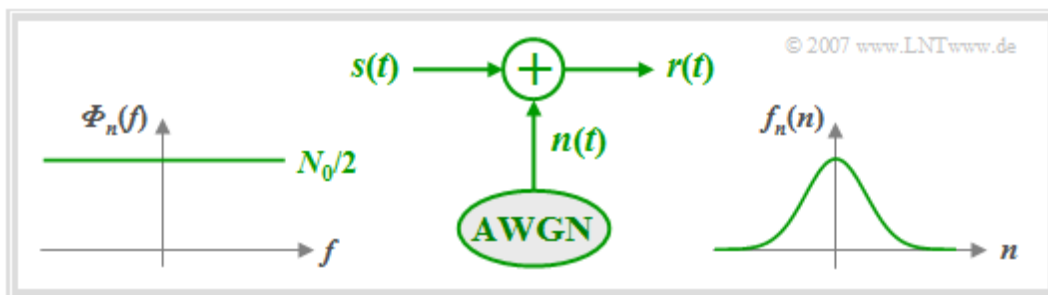 © 2007 www.LNTwww.de
s(t)
+
r(t)
Φn(f)
fn(n)
n(t)
N0/2
AWGN
f
n